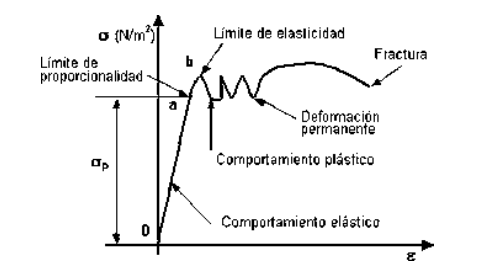 σ (N/m²)
b
Límite de elasticidad
Fractura
Límite de
proporcionalidad
a
Deformación
permanente
Comportamiento plástico
σP
Comportamiento elástico
0
ε